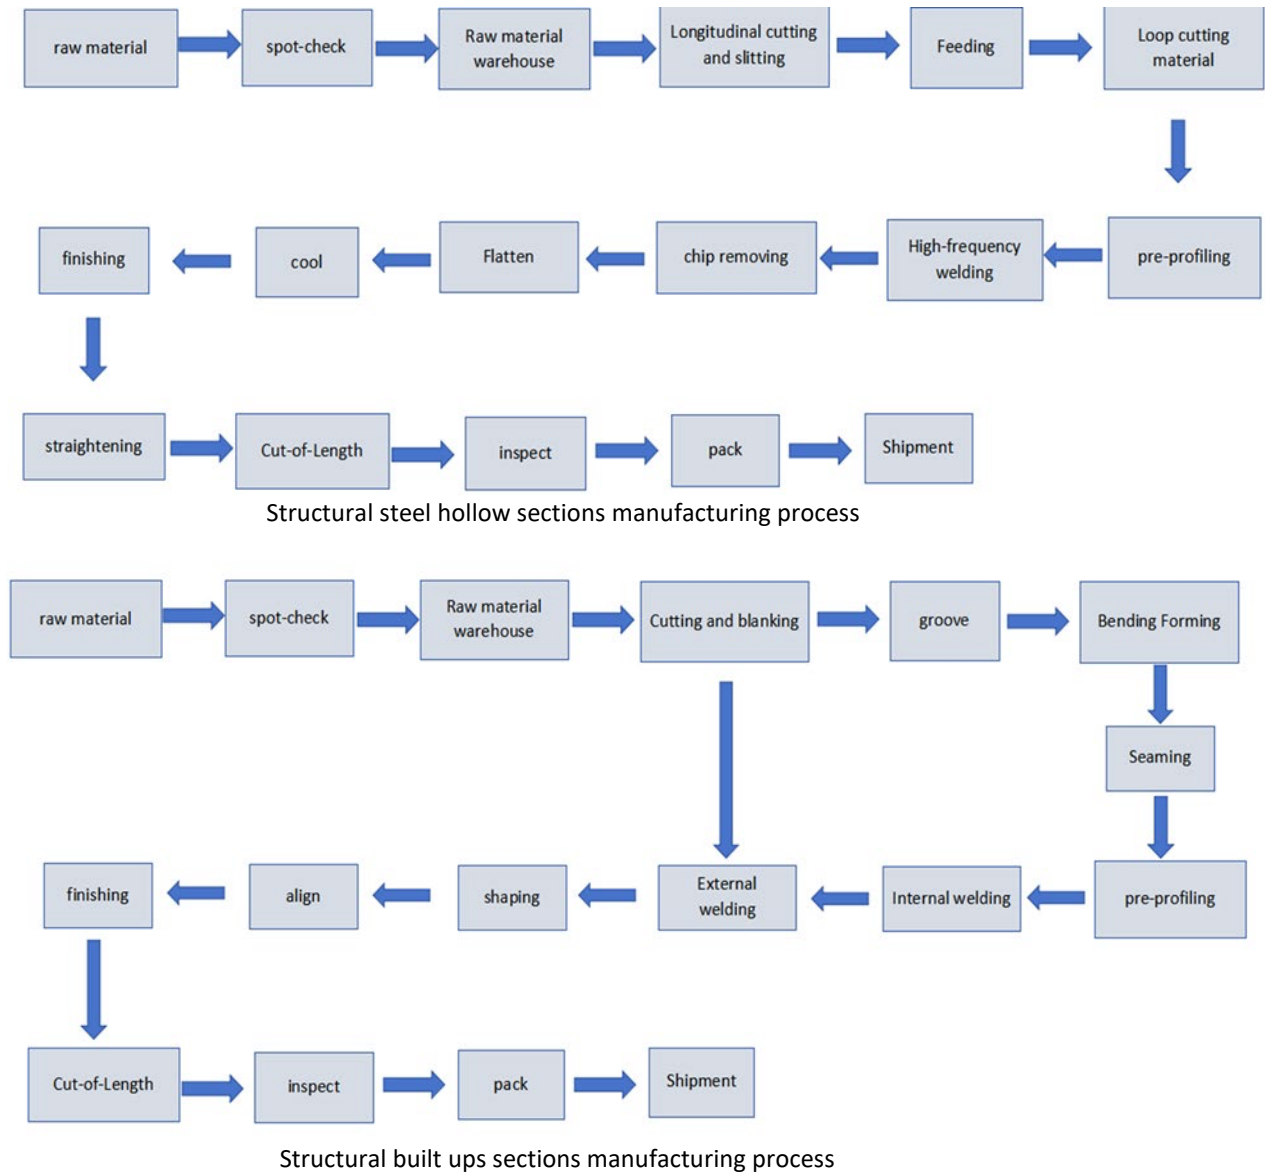 raw material
spot-check
Raw material
warehouse
Longitudinal cutting
and slitting
Feeding
Loop cutting
material
pre-profiling
High-frequency
welding
chip removing
Flatten
cool
finishing
straightening
Cut-of-Length
inspect
pack
Shipment
Structural steel hollow sections manufacturing process
raw material
spot-check
Raw material
warehouse
Cutting and blanking
groove
Bending Forming
Seaming
pre-profiling
Internal welding
External
welding
shaping
align
finishing
Cut-of-Length
inspect
pack
Shipment
Structural built ups sections manufacturing process